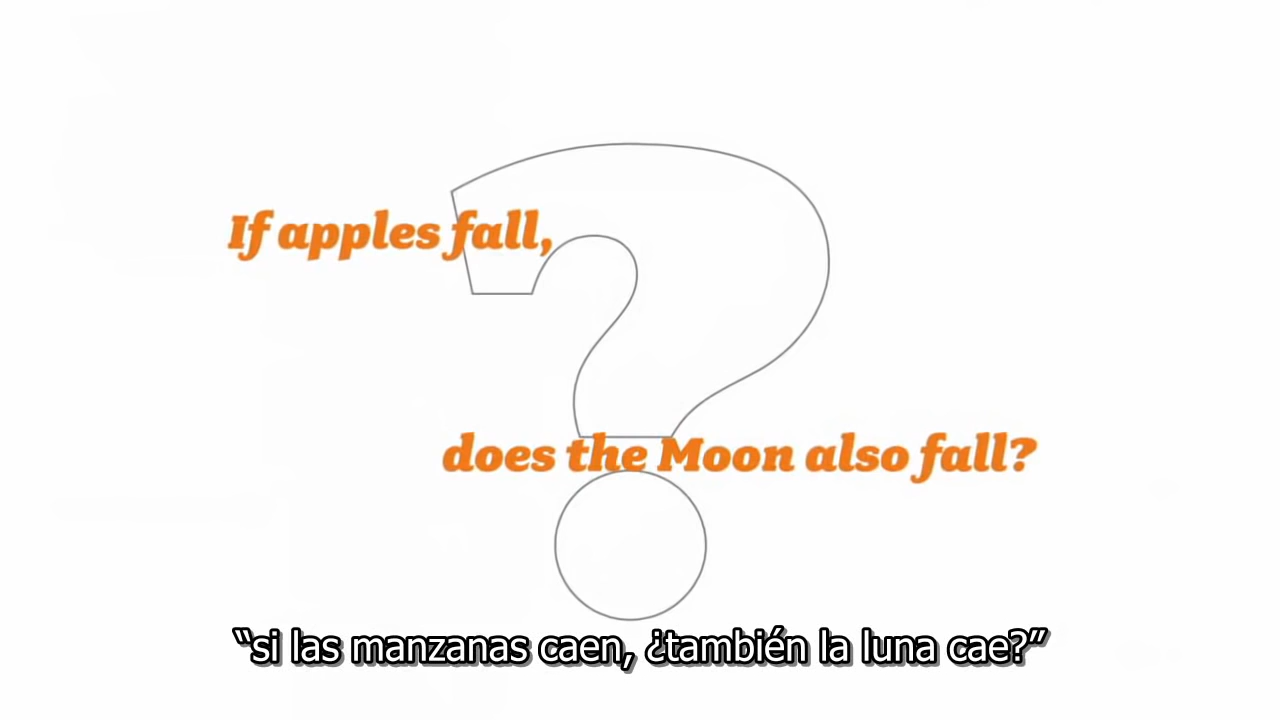 If apples fall,
does the Moon also fall?
“si las manzanas caen, ¿también la luna cae?”